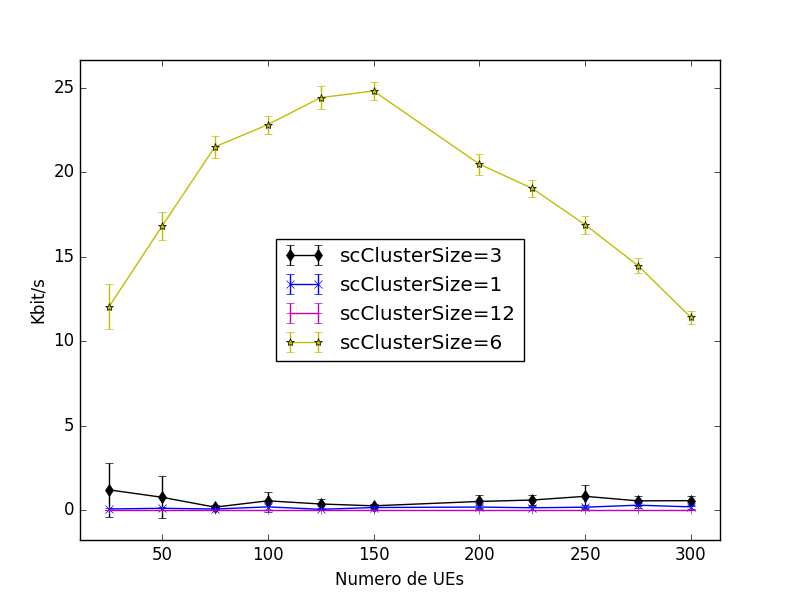 25
20
15
10
5
0
Kbit/s
scClusterSize=3
scClusterSize=1
scClusterSize=12
scClusterSize=6
50 100 150 200 250 300
Numero de UEs